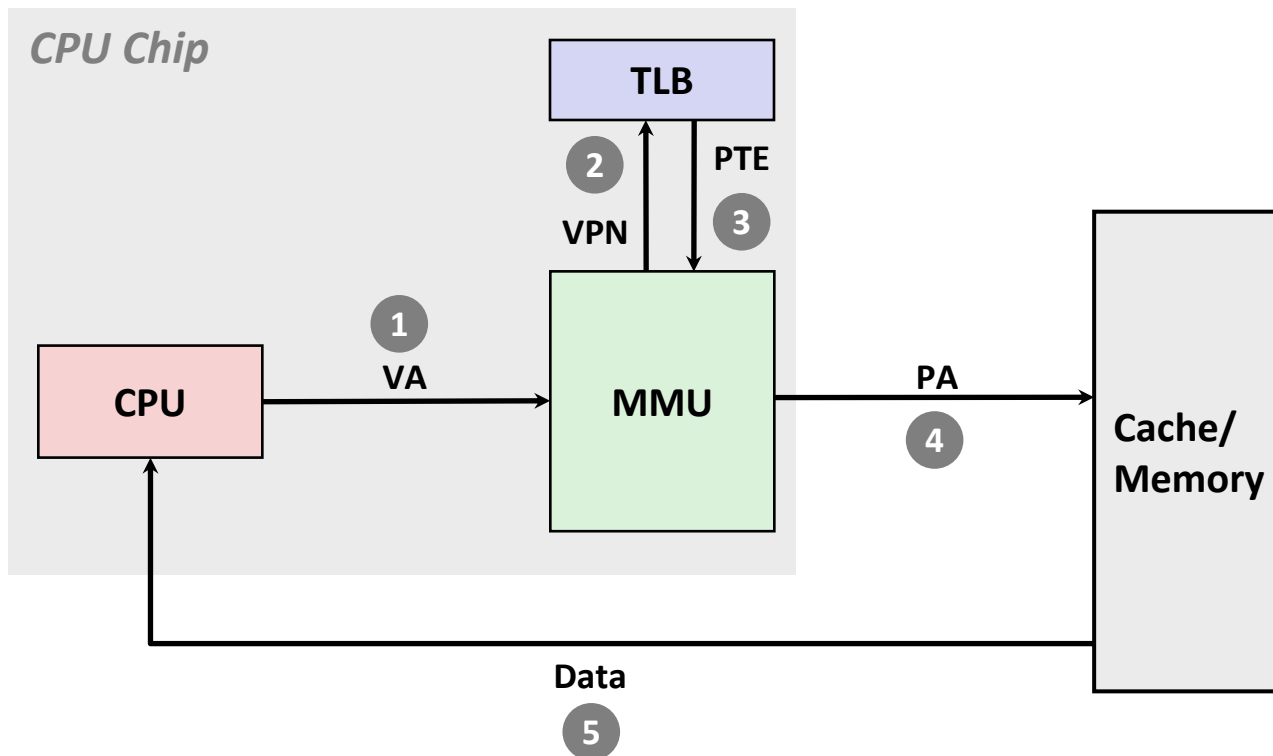 CPU Chip
TLB
2
PTE
3
VPN
1
VA
CPU
MMU
PA
4
Cache/
Memory
Data
5